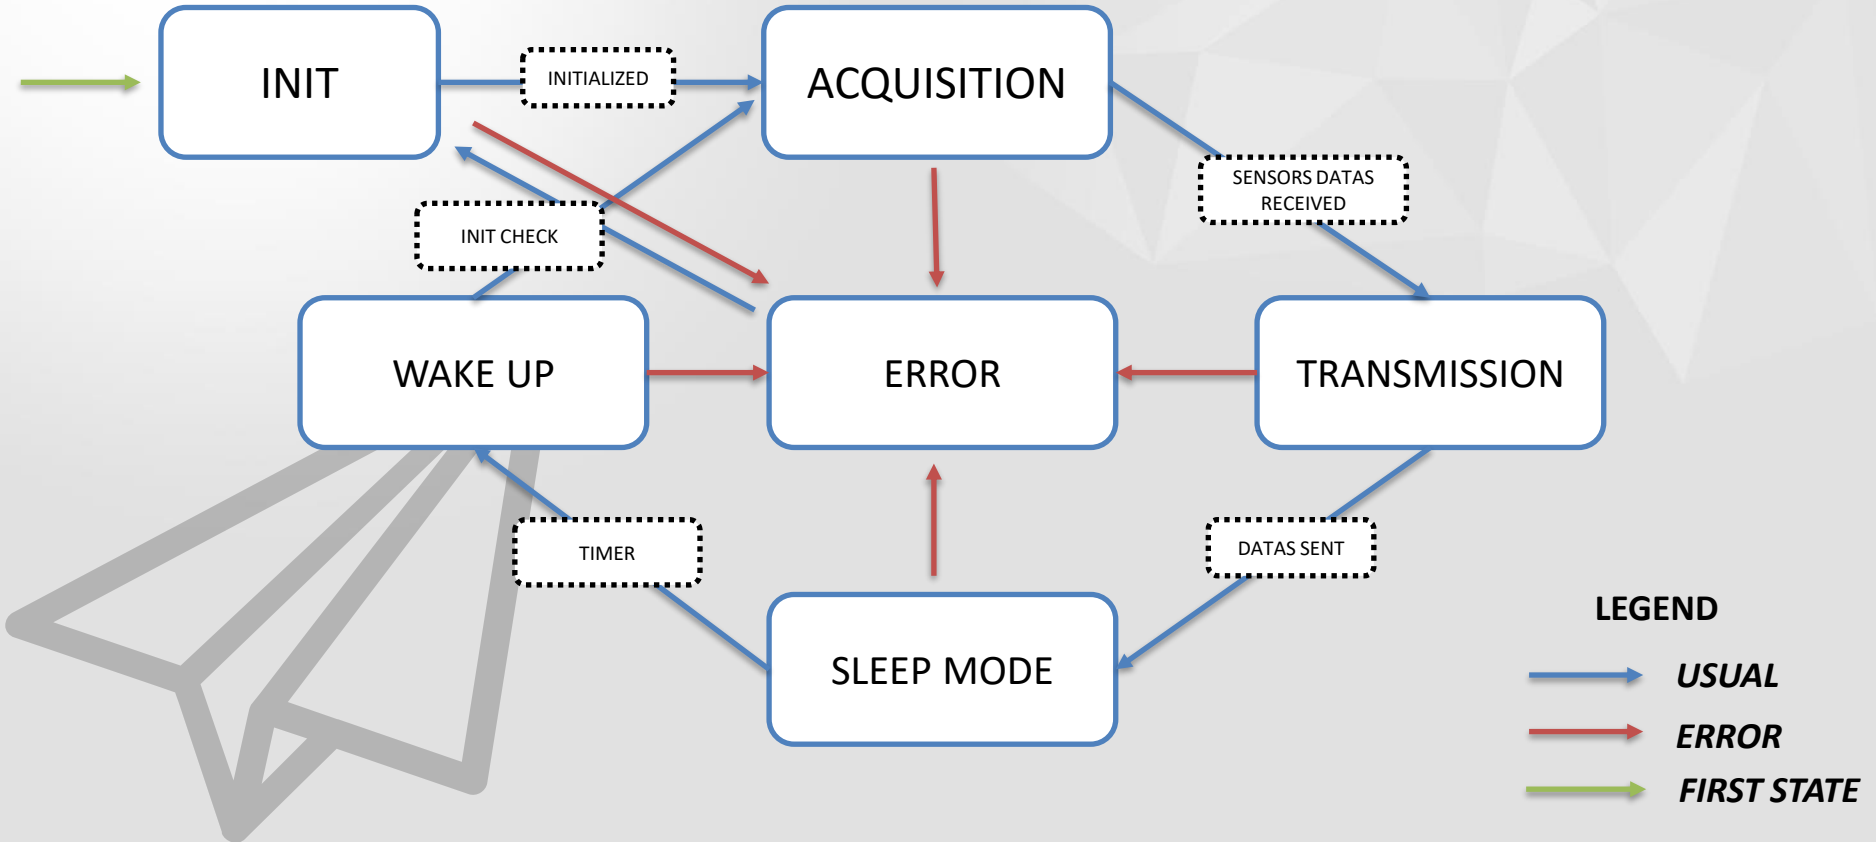 INIT
INITIALIZED
ACQUISITION
SENSORS DATAS
RECEIVED
INIT CHECK
WAKE UP
ERROR
TRANSMISSION
TIMER
DATAS SENT
SLEEP MODE
LEGEND
USUAL
ERROR
FIRST STATE